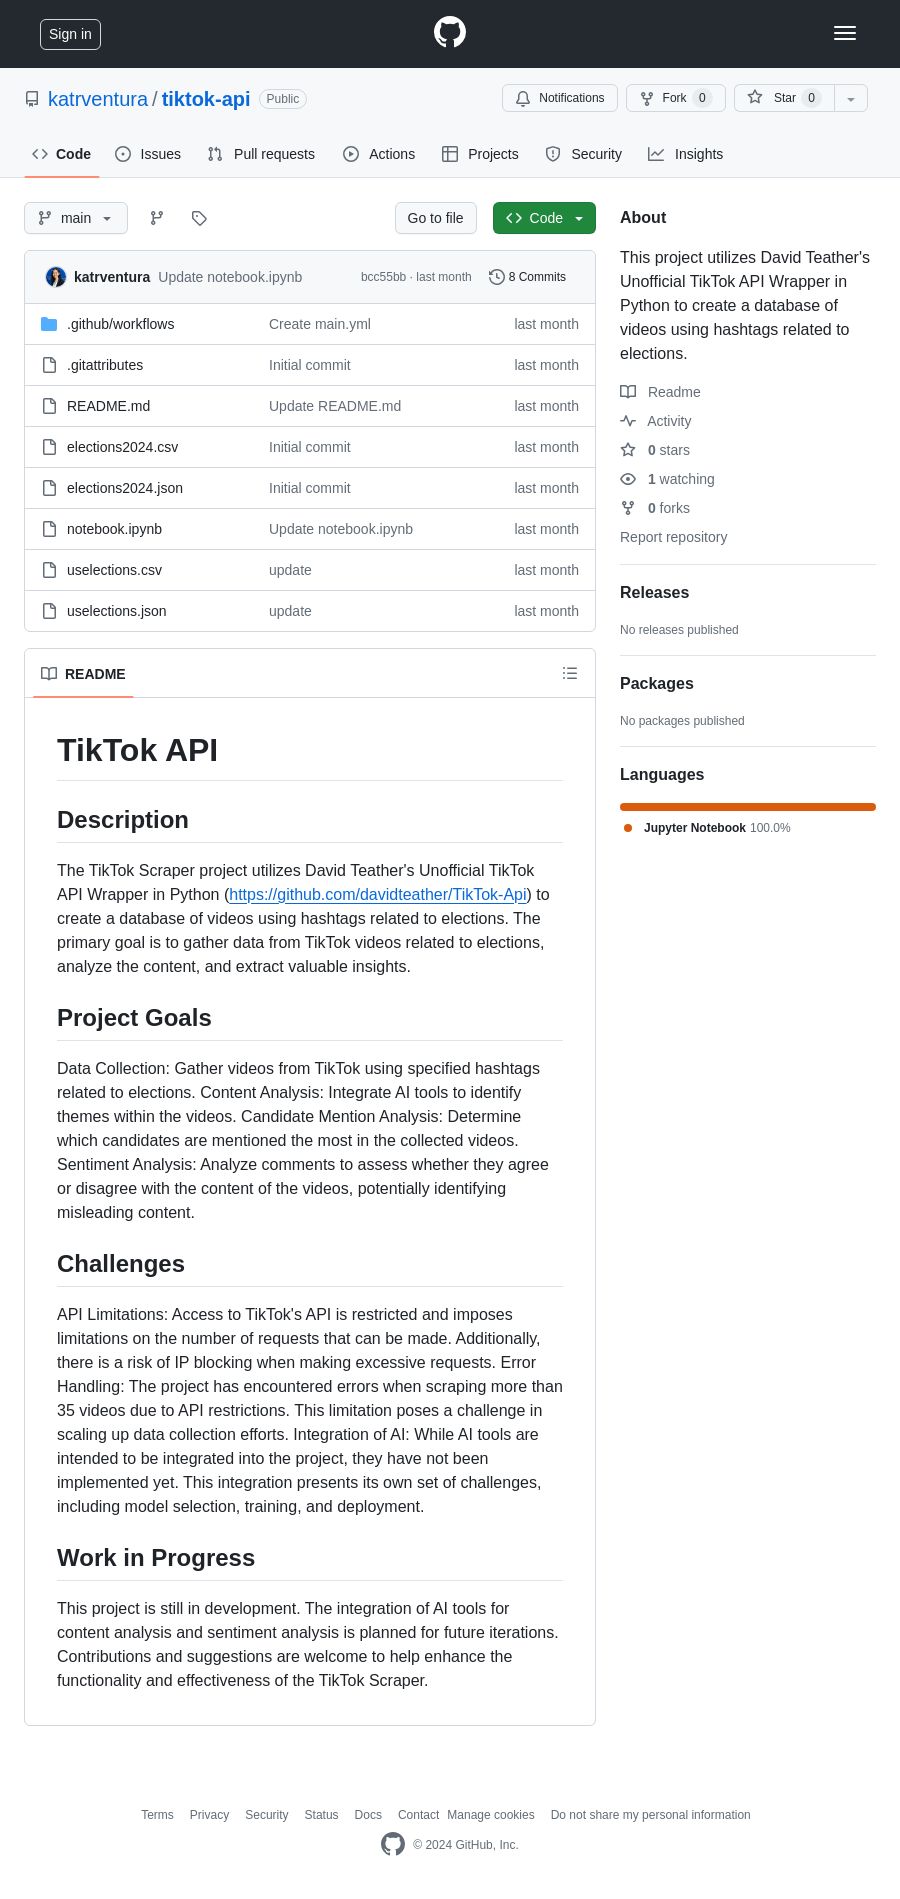 Sign in
katrventura / tiktok-api Public
Notifications Fork 0 Star 0
Code Issues Pull requests Actions Projects Security Insights
main Go to file Code
katrventura Update notebook.ipynb bcc55bb · last month 8 Commits
.github/workflows Create main.yml last month
.gitattributes Initial commit last month
README.md Update README.md last month
elections2024.csv Initial commit last month
elections2024.json Initial commit last month
notebook.ipynb Update notebook.ipynb last month
uselections.csv update last month
uselections.json update last month
README
TikTok API
Description
The TikTok Scraper project utilizes David Teather's Unofficial TikTok
API Wrapper in Python (https://github.com/davidteather/TikTok-Api) to
create a database of videos using hashtags related to elections. The
primary goal is to gather data from TikTok videos related to elections,
analyze the content, and extract valuable insights.
Project Goals
Data Collection: Gather videos from TikTok using specified hashtags
related to elections. Content Analysis: Integrate AI tools to identify
themes within the videos. Candidate Mention Analysis: Determine
which candidates are mentioned the most in the collected videos.
Sentiment Analysis: Analyze comments to assess whether they agree
or disagree with the content of the videos, potentially identifying
misleading content.
Challenges
API Limitations: Access to TikTok's API is restricted and imposes
limitations on the number of requests that can be made. Additionally,
there is a risk of IP blocking when making excessive requests. Error
Handling: The project has encountered errors when scraping more than
35 videos due to API restrictions. This limitation poses a challenge in
scaling up data collection efforts. Integration of AI: While AI tools are
intended to be integrated into the project, they have not been
implemented yet. This integration presents its own set of challenges,
including model selection, training, and deployment.
Work in Progress
This project is still in development. The integration of AI tools for
content analysis and sentiment analysis is planned for future iterations.
Contributions and suggestions are welcome to help enhance the
functionality and effectiveness of the TikTok Scraper.
About
This project utilizes David Teather's
Unofficial TikTok API Wrapper in
Python to create a database of
videos using hashtags related to
elections.
Readme
Activity
0 stars
1 watching
0 forks
Report repository
Releases
No releases published
Packages
No packages published
Languages
Jupyter Notebook 100.0%
Terms Privacy Security Status Docs Contact Manage cookies Do not share my personal information
© 2024 GitHub, Inc.